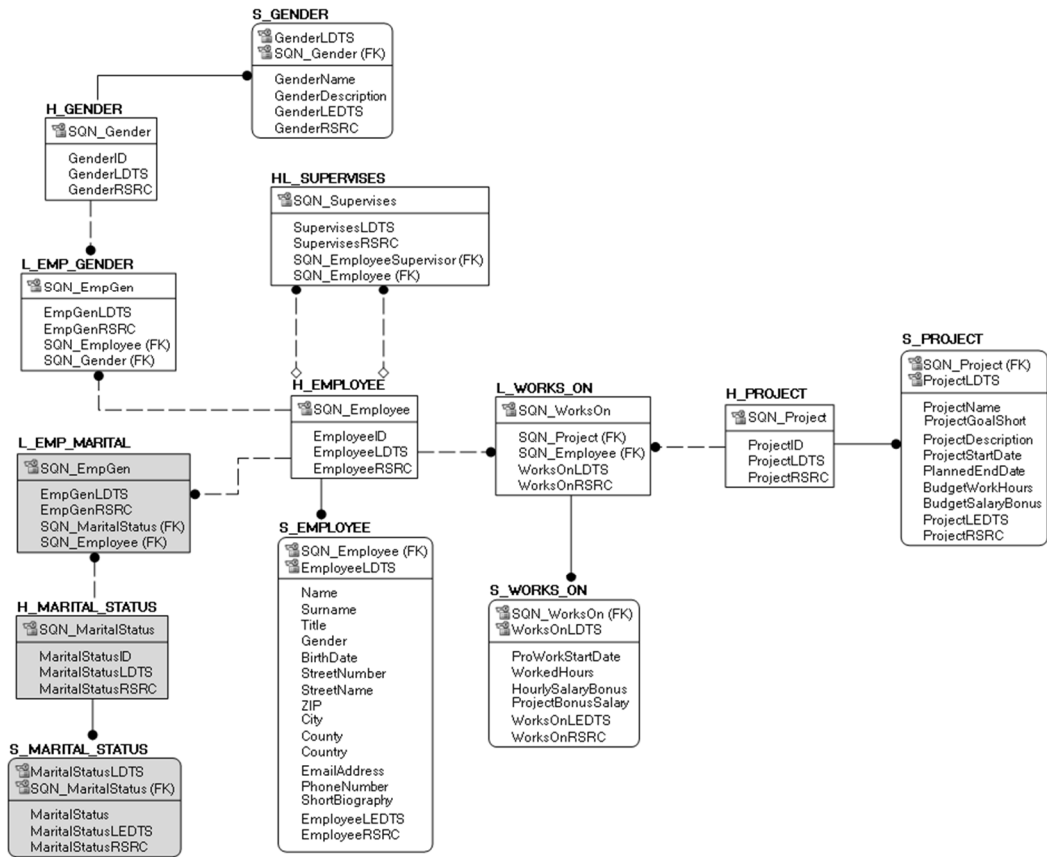 S_GENDER
GenderLDTS
SQN_Gender (FK)
GenderName
GenderDescription
GenderLEDTS
GenderRSRC
H_GENDER
SQN_Gender
GenderID
GenderLDTS
GenderRSRC
HL_SUPERVISES
SQN_Supervises
SupervisesLDTS
SupervisesRSRC
SQN_EmployeeSupervisor (FK)
SQN_Employee (FK)
L_EMP_GENDER
SQN_EmpGen
EmpGenLDTS
EmpGenRSRC
SQN_Employee (FK)
SQN_Gender (FK)
H_EMPLOYEE
SQN_Employee
EmployeeID
EmployeeLDTS
EmployeeRSRC
L_WORKS_ON
SQN_WorksOn
SQN_Project (FK)
SQN_Employee (FK)
WorksOnLDTS
WorksOnRSRC
H_PROJECT
SQN_Project
ProjectID
ProjectLDTS
ProjectRSRC
S_PROJECT
SQN_Project (FK)
ProjectLDTS
ProjectName
ProjectGoalShort
ProjectDescription
ProjectStartDate
PlannedEndDate
BudgetWorkHours
BudgetSalaryBonus
ProjectLEDTS
ProjectRSRC
L_EMP_MARITAL
SQN_EmpGen
EmpGenLDTS
EmpGenRSRC
SQN_MaritalStatus (FK)
SQN_Employee (FK)
S_EMPLOYEE
SQN_Employee (FK)
EmployeeLDTS
Name
Surname
Title
Gender
BirthDate
StreetNumber
StreetName
ZIP
City
County
Country
EmailAddress
PhoneNumber
ShortBiography
EmployeeLEDTS
EmployeeRSRC
S_WORKS_ON
SQN_WorksOn (FK)
WorksOnLDTS
ProWorkStartDate
WorkedHours
HourlySalaryBonus
ProjectBonusSalary
WorksOnLEDTS
WorksOnRSRC
H_MARITAL_STATUS
SQN_MaritalStatus
MaritalStatusID
MaritalStatusLDTS
MaritalStatusRSRC
S_MARITAL_STATUS
MaritalStatusLDTS
SQN_MaritalStatus (FK)
MaritalStatus
MaritalStatusLEDTS
MaritalStatusRSRC